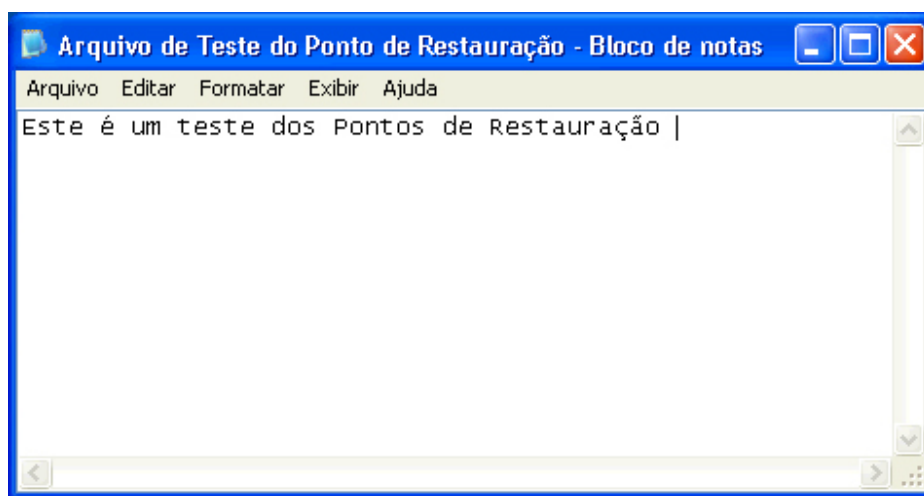 Arquivo de Teste do Ponto de Restauração - Bloco de notas
Arquivo Editar Formatar Exibir Ajuda
Este é um teste dos Pontos de Restauração